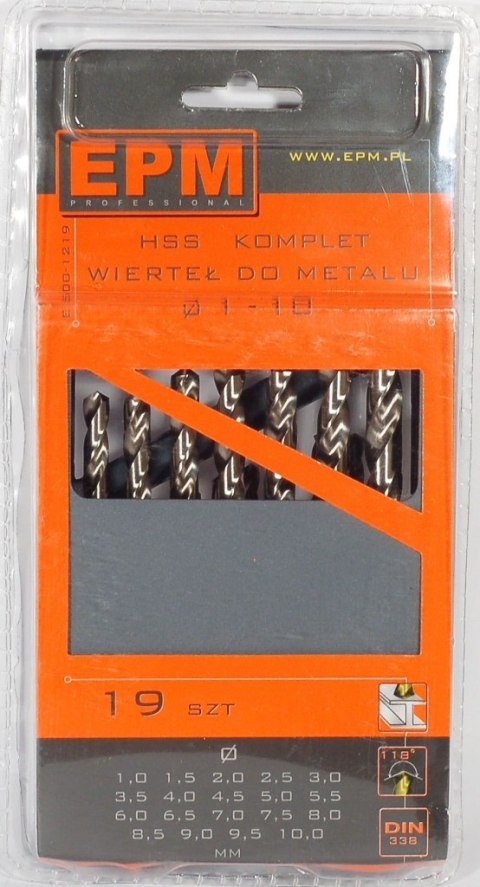 EPM
PROFESSIONAL
WWW.EPM.PL
E-500-1219
HSS KOMPLET
WIERTEŁ DO METALU
Ø 1 - 10
19 SZT
Ø
1,0 1,5 2,0 2,5 3,0
3,5 4,0 4,5 5,0 5,5
6,0 6,5 7,0 7,5 8,0
8,5 9,0 9,5 10,0
MM
118°
DIN
338